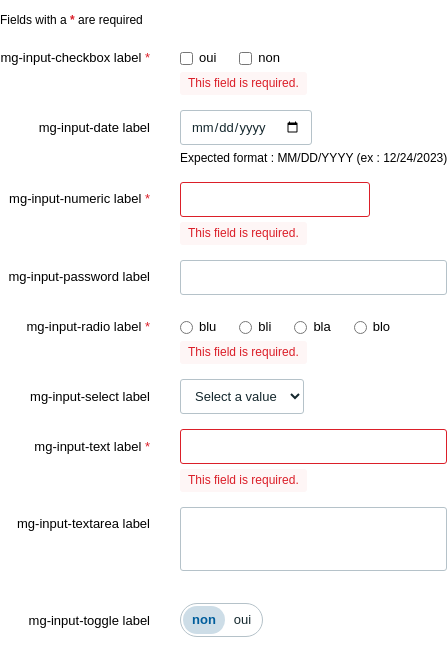 Fields with a * are required
mg-input-checkbox label * oui non
This field is required.
mg-input-date label mm/dd/yyyy
Expected format : MM/DD/YYYY (ex : 12/24/2023)
mg-input-numeric label *
This field is required.
mg-input-password label
mg-input-radio label * blu bli bla blo
This field is required.
mg-input-select label Select a value
mg-input-text label *
This field is required.
mg-input-textarea label
mg-input-toggle label non oui